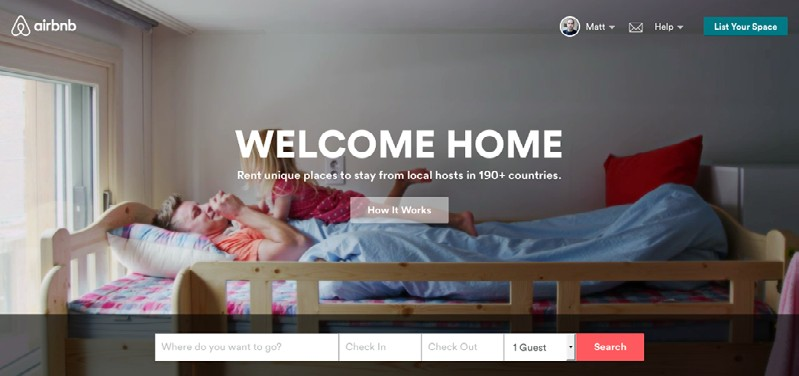 airbnb
Matt
Help
List Your Space
WELCOME HOME
Rent unique places to stay from local hosts in 190+ countries.
How It Works
Where do you want to go?
Check In
Check Out
1 Guest
Search